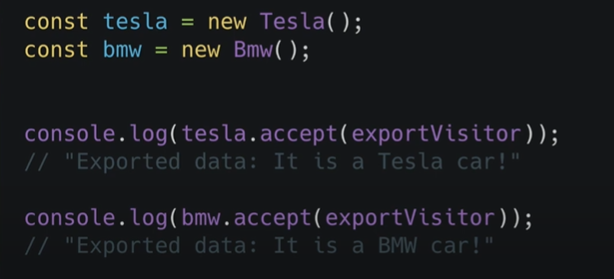 const tesla = new Tesla();
const bmw = new Bmw();
console.log(tesla.accept(exportVisitor));
// "Exported data: It is a Tesla car!"
console.log(bmw.accept(exportVisitor));
// "Exported data: It is a BMW car!"